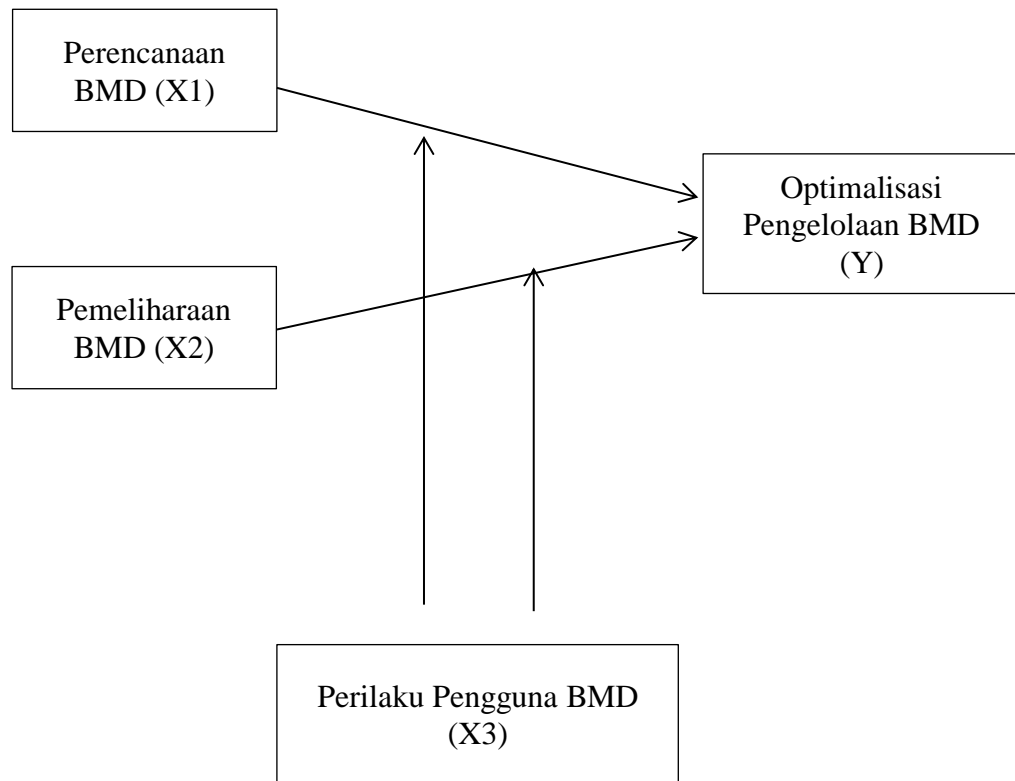 Perencanaan
BMD (X1)
Optimalisasi
Pengelolaan BMD
(Y)
Pemeliharaan
BMD (X2)
Perilaku Pengguna BMD
(X3)